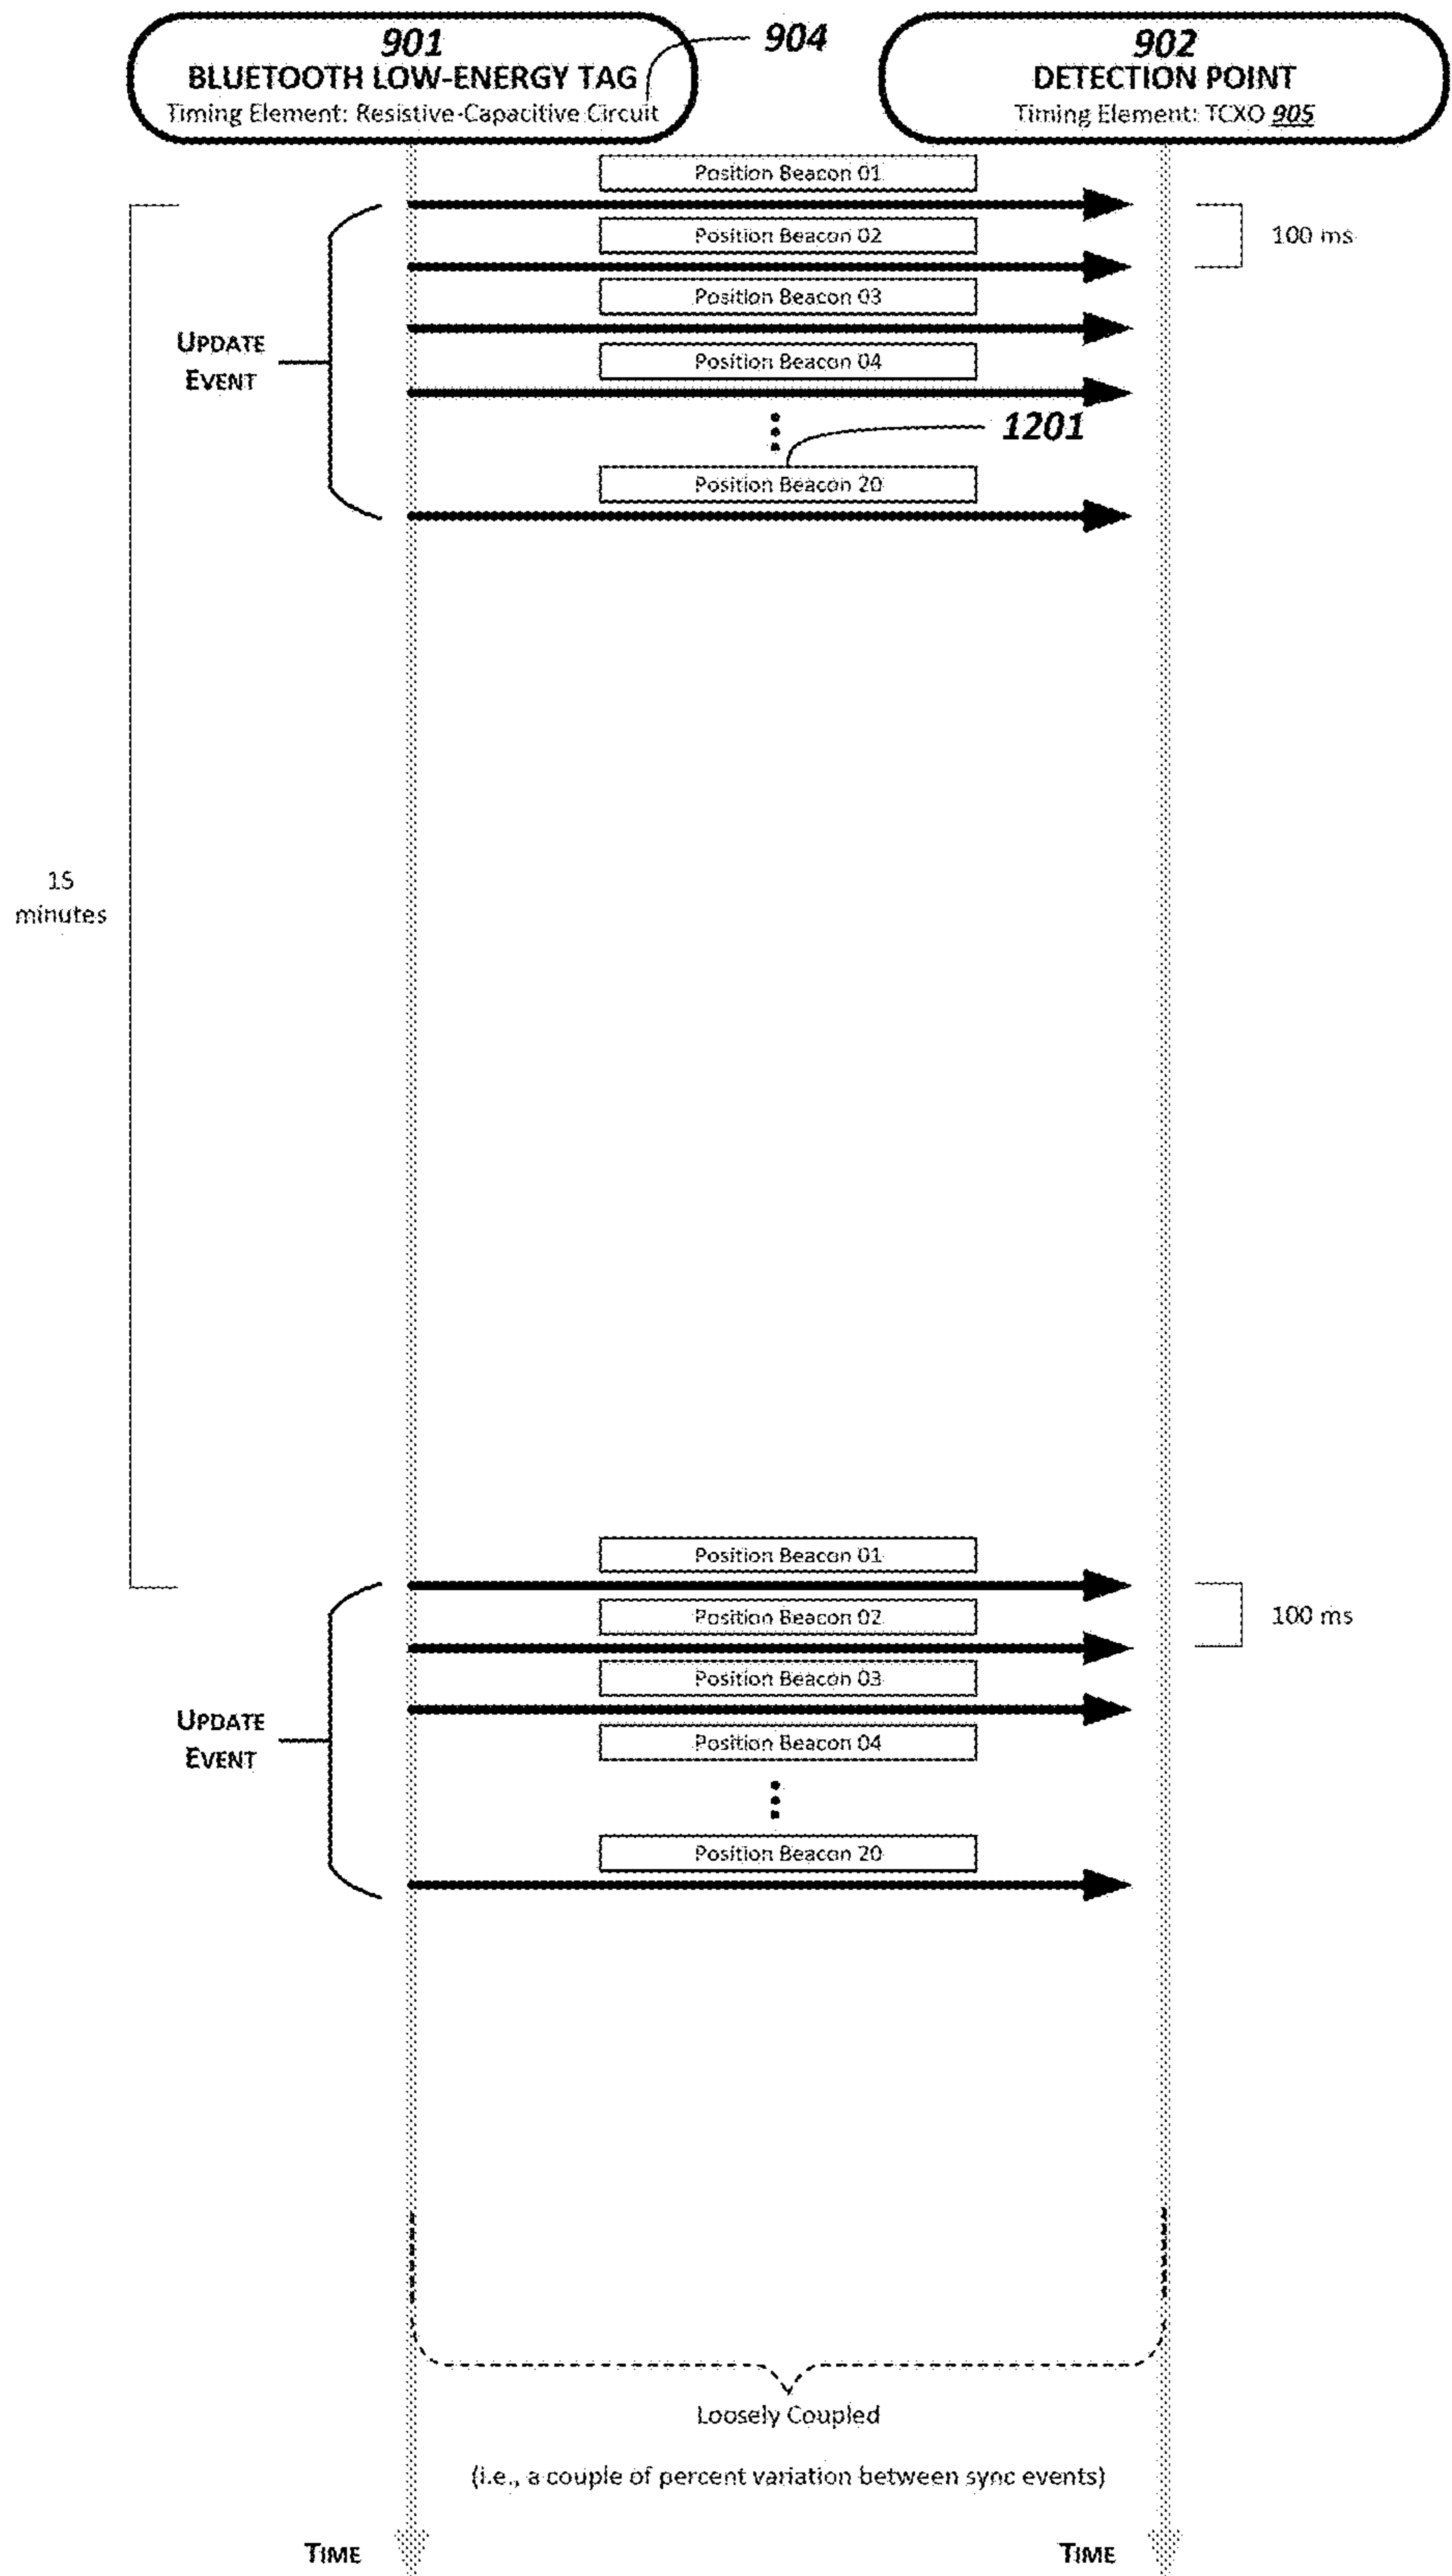 901
BLUETOOTH LOW-ENERGY TAG
Timing Element: Resistive-Capacitive Circuit
904
902
DETECTION POINT
Timing Element: TCXO 905
Position Beacon 01
Position Beacon 02
100 ms
Position Beacon 03
UPDATE
EVENT
Position Beacon 04
1201
Position Beacon 20
15
minutes
Position Beacon 01
Position Beacon 02
100 ms
Position Beacon 03
UPDATE
EVENT
Position Beacon 04
Position Beacon 20
Loosely Coupled
(i.e., a couple of percent variation between sync events)
TIME
TIME